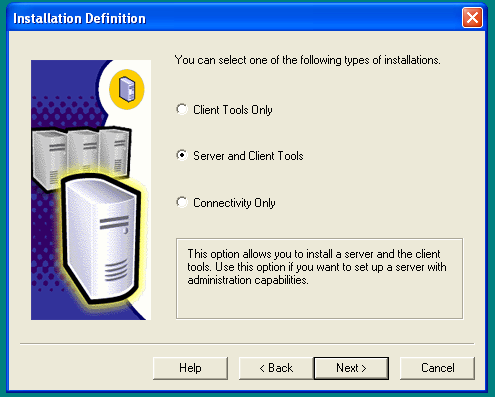 Installation Definition
You can select one of the following types of installations.
Client Tools Only
Server and Client Tools
Connectivity Only
This option allows you to install a server and the client
tools. Use this option if you want to set up a server with
administration capabilities.
Help
< Back
Next >
Cancel